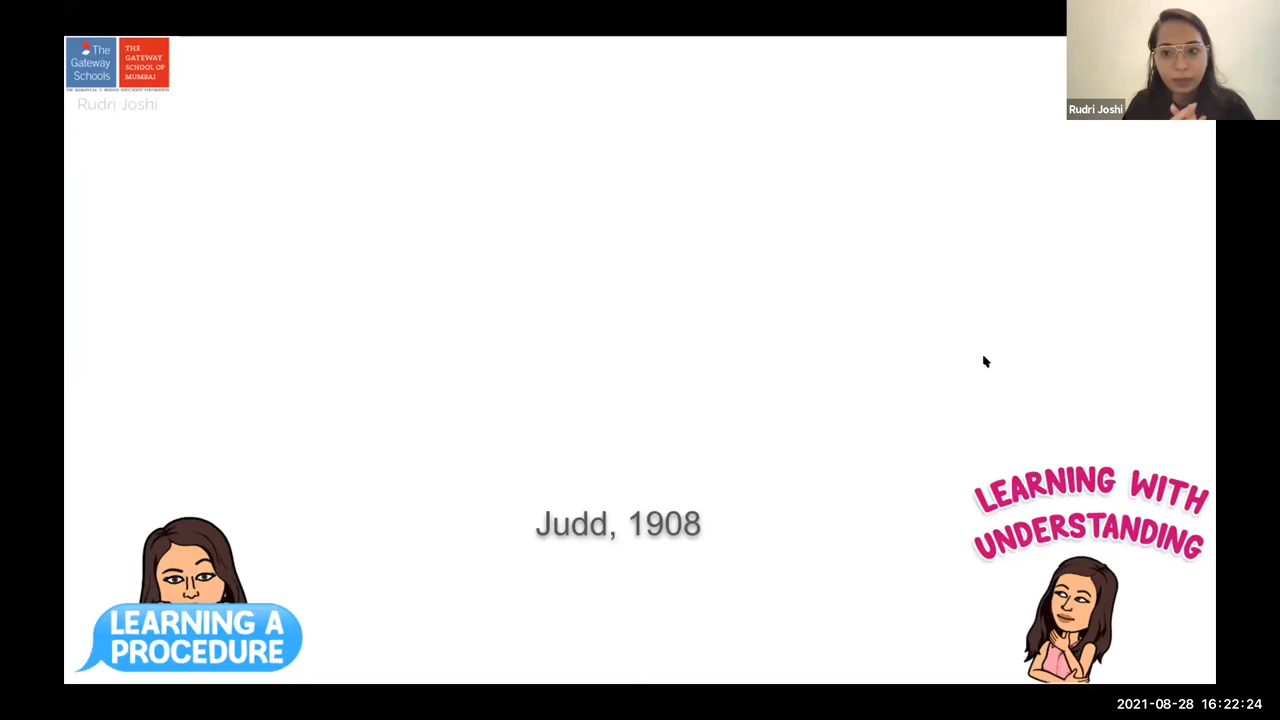 The
Gateway
Schools
THE
GATEWAY
SCHOOL OF
MUMBAI
Rudri Joshi
Rudri Joshi
Judd, 1908
LEARNING WITH
UNDERSTANDING
LEARNING A
PROCEDURE
2021-08-28 16:22:24